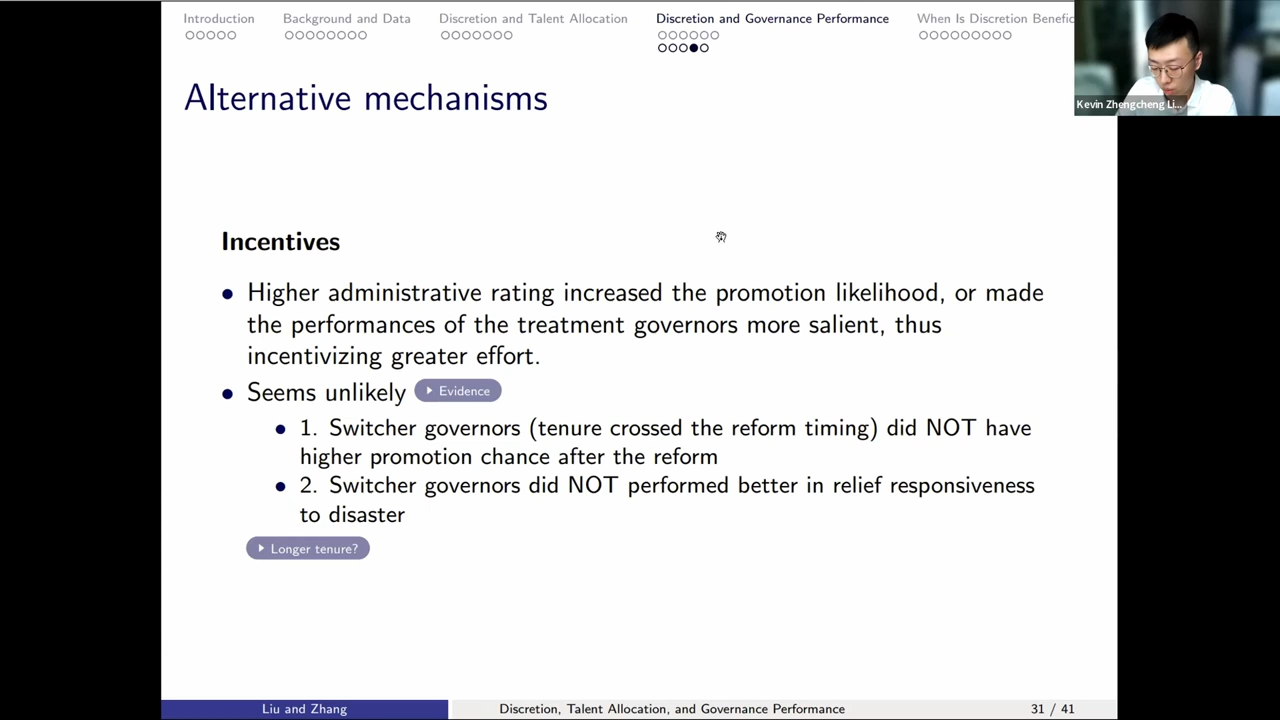 Introduction Background and Data Discretion and Talent Allocation Discretion and Governance Performance When Is Discretion Benefic
Kevin Zhengcheng Li...
Alternative mechanisms
Incentives
Higher administrative rating increased the promotion likelihood, or made
the performances of the treatment governors more salient, thus
incentivizing greater effort.
Seems unlikely Evidence
1. Switcher governors (tenure crossed the reform timing) did NOT have
higher promotion chance after the reform
2. Switcher governors did NOT performed better in relief responsiveness
to disaster
Longer tenure?
Liu and Zhang Discretion, Talent Allocation, and Governance Performance 31 / 41